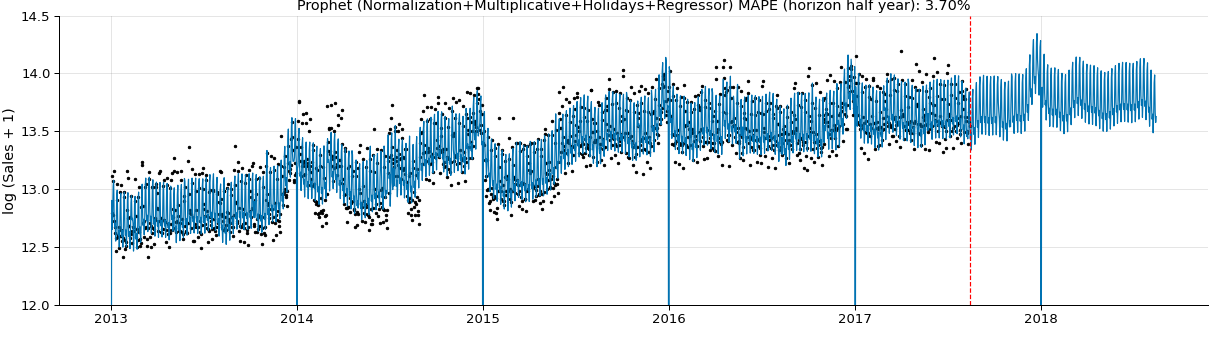 Prophet (Normalization+Multiplicative+Holidays+Regressor) MAPE (horizon half year): 3.70%
14.5
14.0
13.5
13.0
12.5
12.0
log (Sales + 1)
2013 2014 2015 2016 2017 2018